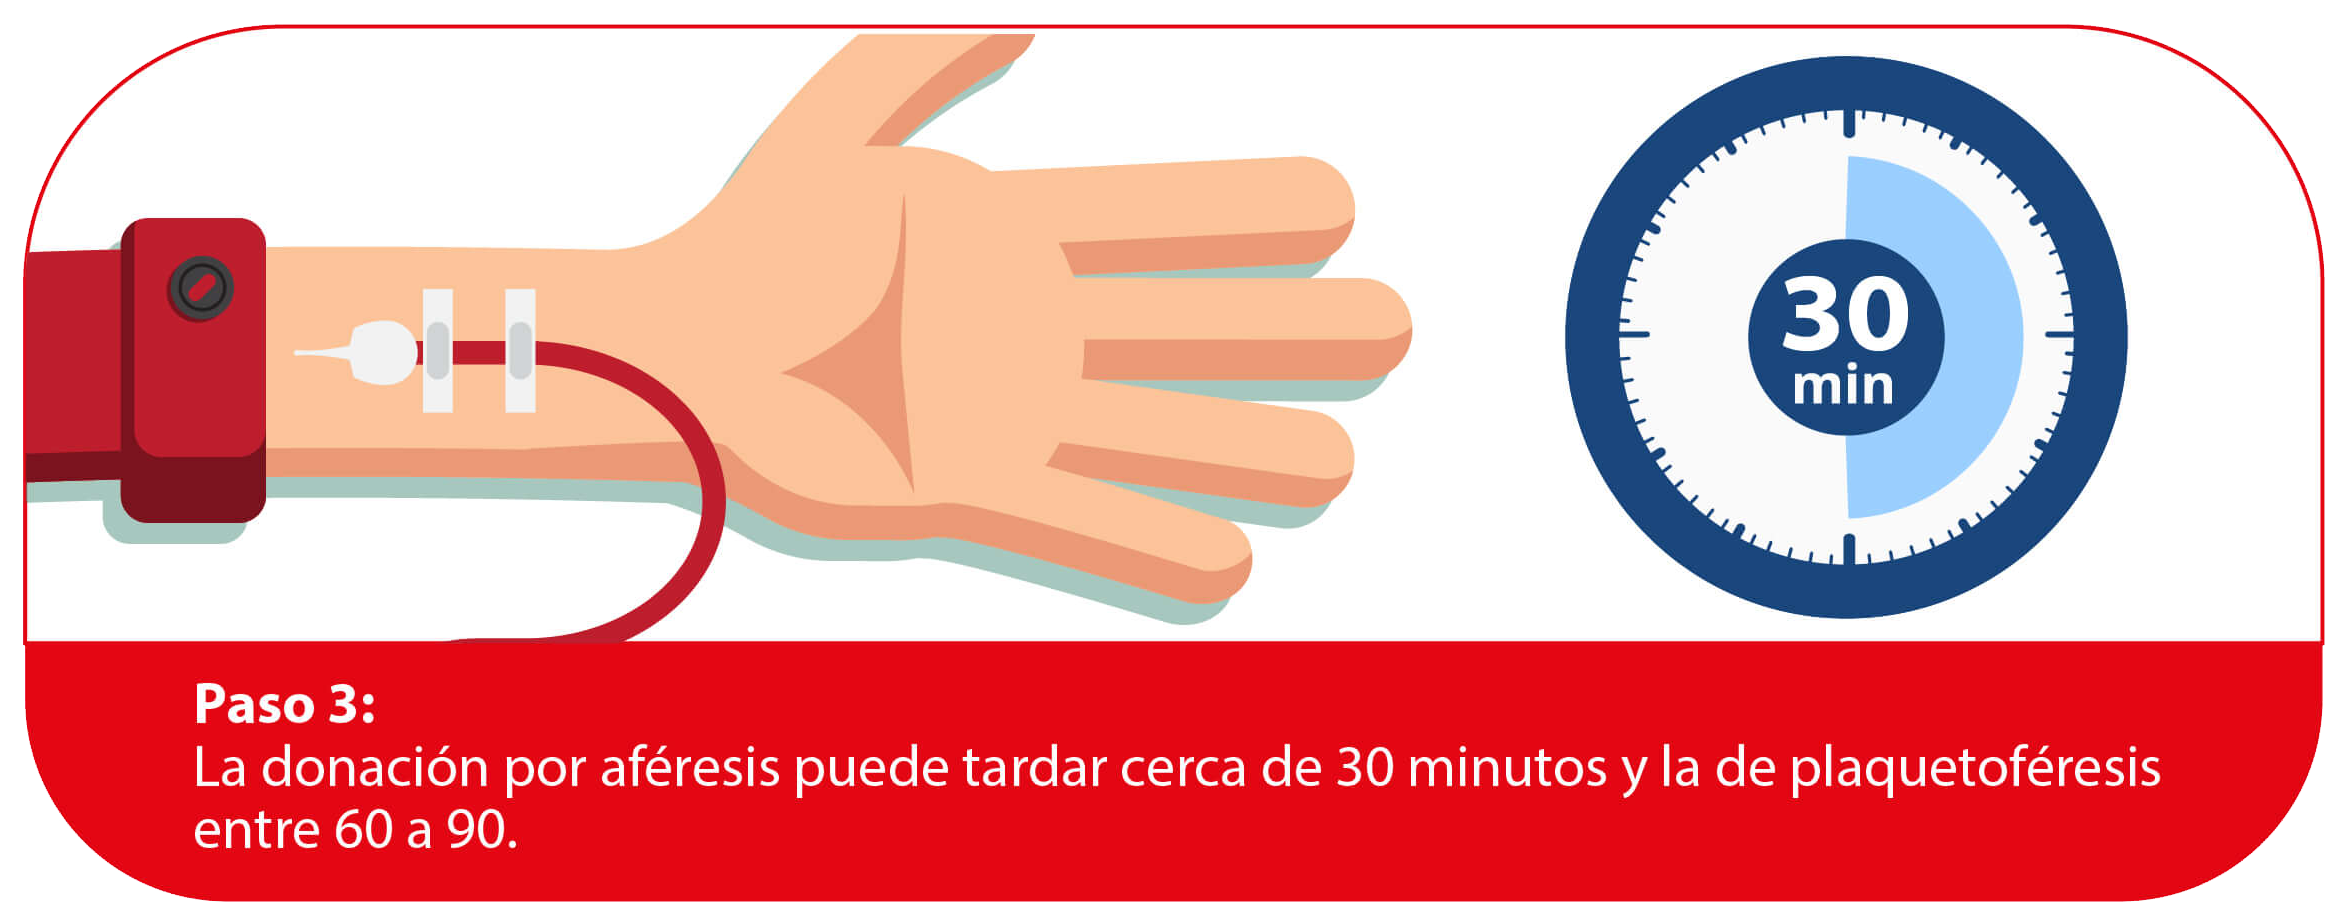 30
min
Paso 3:
La donación por aféresis puede tardar cerca de 30 minutos y la de plaquetoféresis
entre 60 a 90.